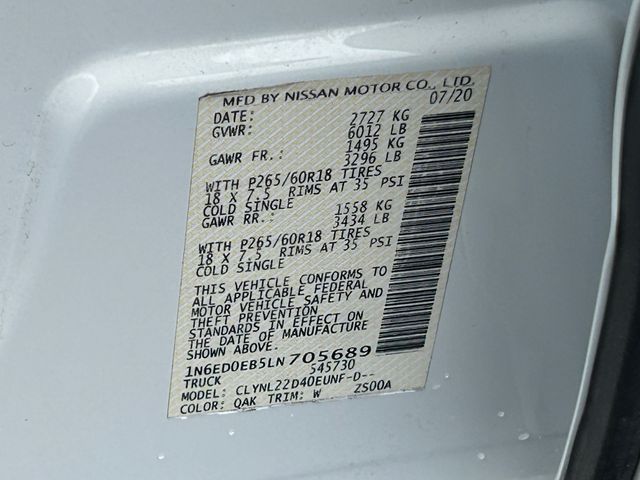 MFD BY NISSAN MOTOR CO., LTD.
DATE: 07/20
GVWR: 2727 KG
6012 LB
GAWR FR.: 1495 KG
3296 LB
WITH P265/60R18 TIRES
18 X 7.5 RIMS AT 35 PSI
COLD SINGLE
GAWR RR.: 1558 KG
3434 LB
WITH P265/60R18 TIRES
18 X 7.5 RIMS AT 35 PSI
COLD SINGLE
THIS VEHICLE CONFORMS TO
ALL APPLICABLE FEDERAL
MOTOR VEHICLE SAFETY AND
THEFT PREVENTION
STANDARDS IN EFFECT ON
THE DATE OF MANUFACTURE
1N6ED0EB5LN705689
TRUCK 545730
MODEL: CLYNL22D40EUNF-D--
COLOR: QAK TRIM: W ZS00A